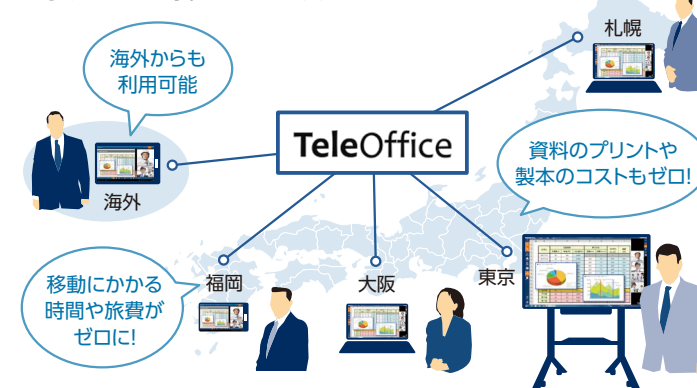 札幌
海外からも
利用可能
TeleOffice
資料のプリントや
製本のコストもゼロ!
海外
移動にかかる
時間や旅費が
ゼロに!
福岡
大阪
東京